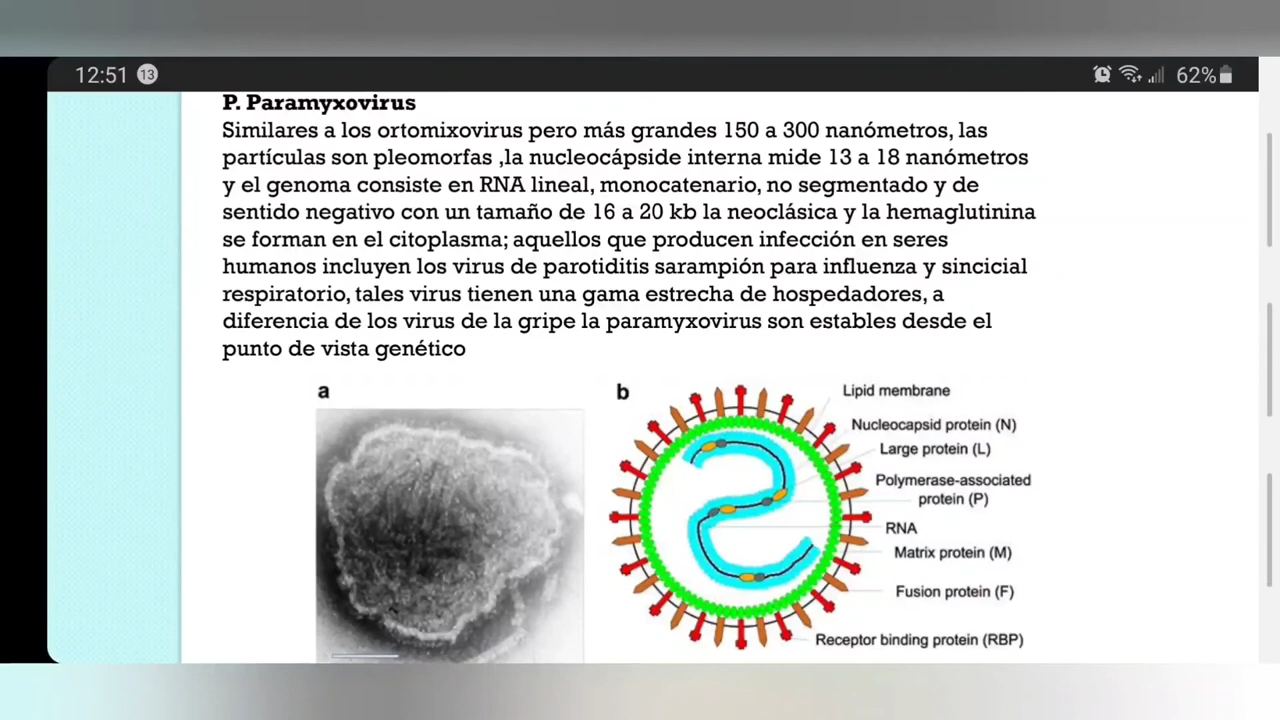 12:51 13
62%
P. Paramyxovirus
Similares a los ortomixovirus pero más grandes 150 a 300 nanómetros, las
partículas son pleomorfas ,la nucleocápside interna mide 13 a 18 nanómetros
y el genoma consiste en RNA lineal, monocatenario, no segmentado y de
sentido negativo con un tamaño de 16 a 20 kb la neoclásica y la hemaglutinina
se forman en el citoplasma; aquellos que producen infección en seres
humanos incluyen los virus de parotiditis sarampión para influenza y sincicial
respiratorio, tales virus tienen una gama estrecha de hospedadores, a
diferencia de los virus de la gripe la paramyxovirus son estables desde el
punto de vista genético
a
b
Lipid membrane
Nucleocapsid protein (N)
Large protein (L)
Polymerase-associated
protein (P)
RNA
Matrix protein (M)
Fusion protein (F)
Receptor binding protein (RBP)